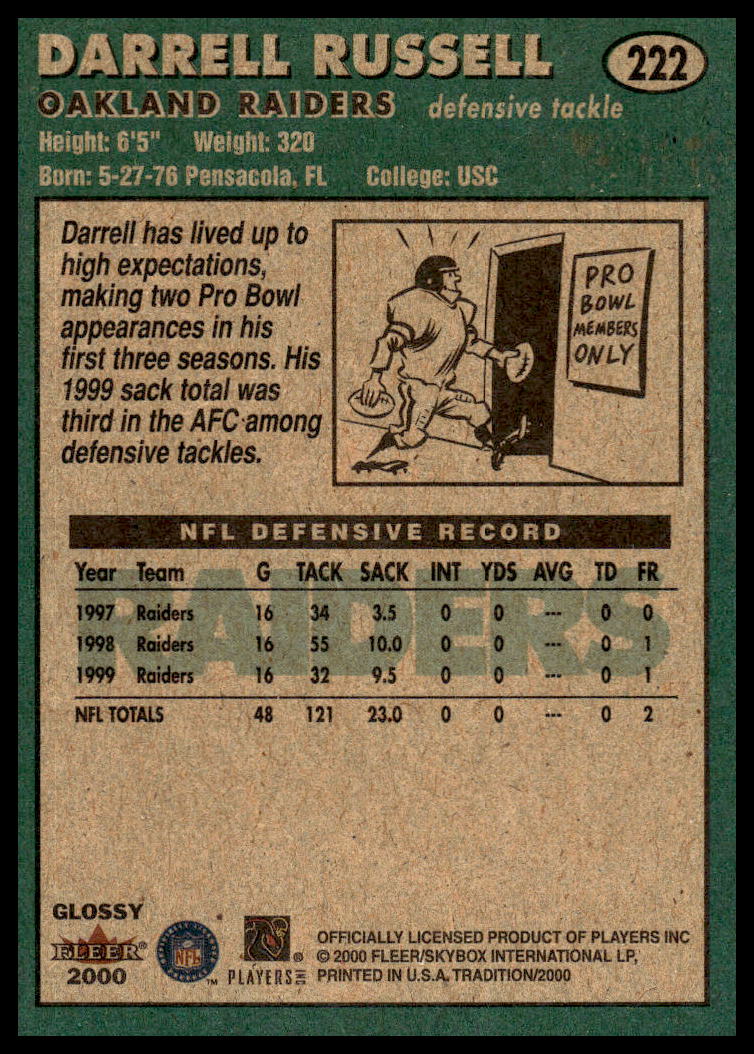 DARRELL RUSSELL
222
OAKLAND RAIDERS defensive tackle
Height: 6'5" Weight: 320
Born: 5-27-76 Pensacola, FL College: USC
Darrell has lived up to
high expectations,
making two Pro Bowl
appearances in his
first three seasons. His
1999 sack total was
third in the AFC among
defensive tackles.
PRO
BOWL
MEMBERS
ONLY
NFL DEFENSIVE RECORD
Year Team G TACK SACK INT YDS AVG TD FR
RAIDERS
1997 Raiders 16 34 3.5 0 0 --- 0 0
1998 Raiders 16 55 10.0 0 0 --- 0 1
1999 Raiders 16 32 9.5 0 0 --- 0 1
NFL TOTALS 48 121 23.0 0 0 --- 0 2
GLOSSY
FLEER®
2000
NFL
™
PLAYERS INC
®
OFFICIALLY LICENSED PRODUCT OF PLAYERS INC
© 2000 FLEER/SKYBOX INTERNATIONAL LP,
PRINTED IN U.S.A. TRADITION/2000